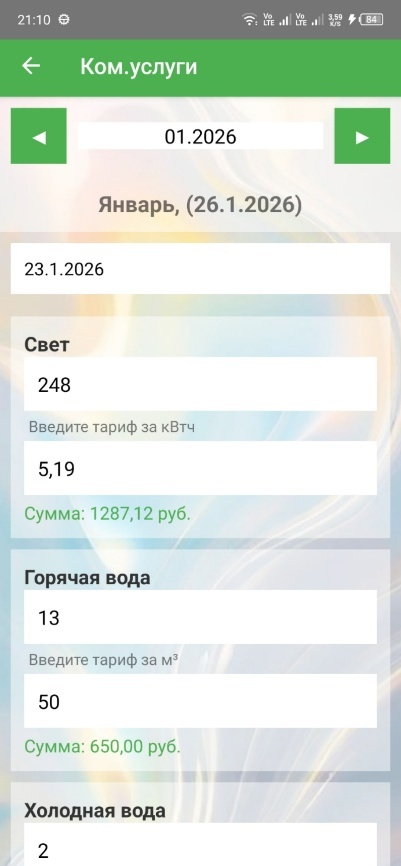 21:10 Vo LTE Vo LTE 3,59 K/S 84
Ком.услуги
01.2026
Январь, (26.1.2026)
23.1.2026
Свет
248
Введите тариф за кВтч
5,19
Сумма: 1287,12 руб.
Горячая вода
13
Введите тариф за м³
50
Сумма: 650,00 руб.
Холодная вода
2